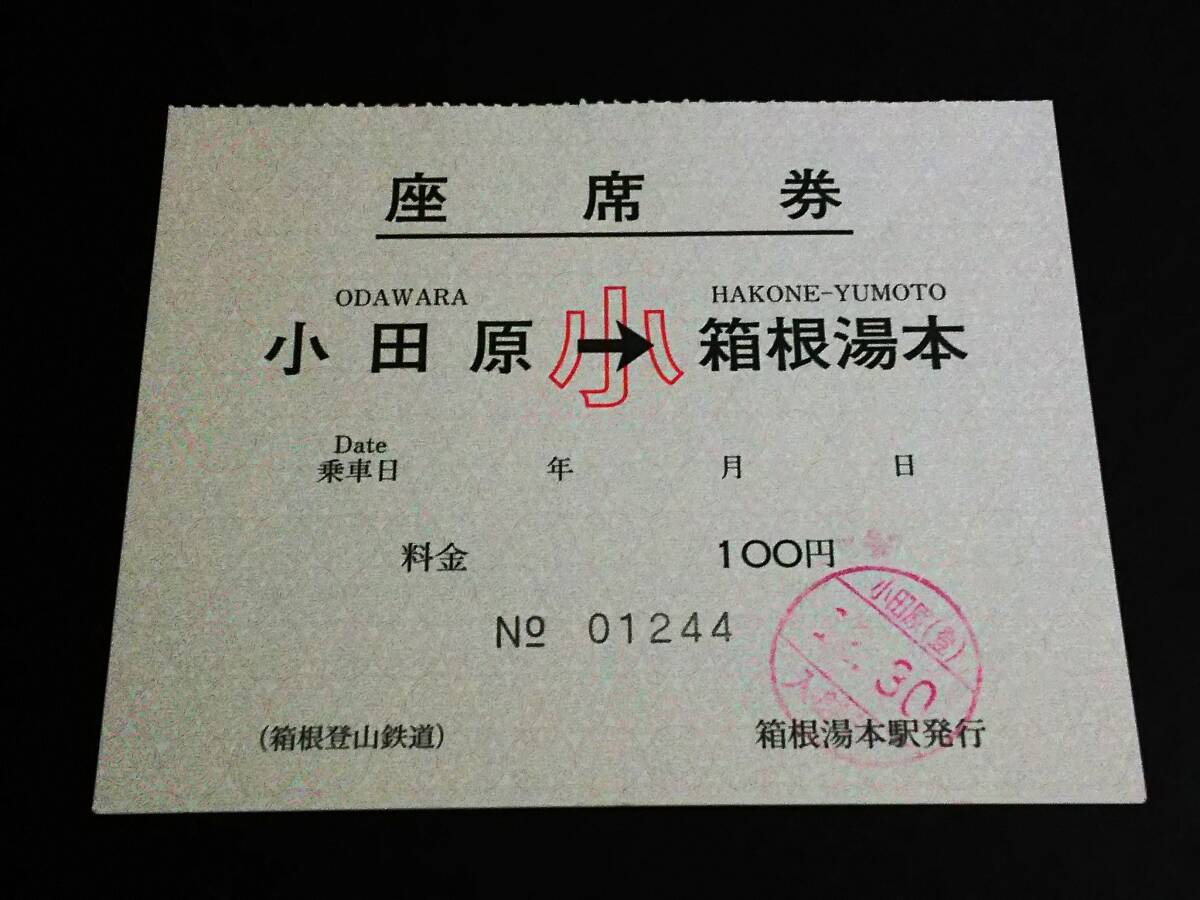 座席券
ODAWARA HAKONE-YUMOTO
小田原 小 ➔ 箱根湯本
Date
乗車日 年 月 日
料金 100円
№ 01244
小田原(登)
30
(箱根登山鉄道) 箱根湯本駅発行